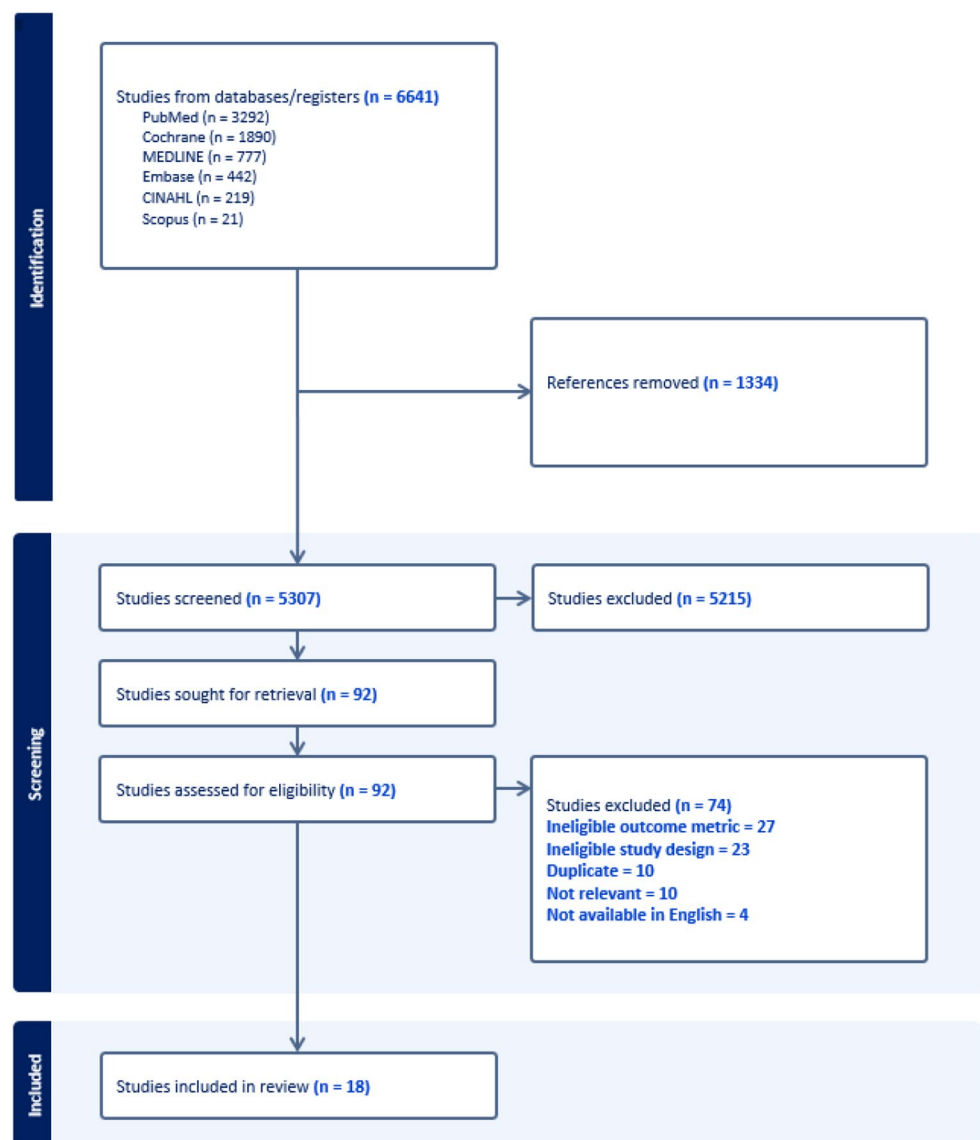 Identification
Studies from databases/registers (n = 6641)
PubMed (n = 3292)
Cochrane (n = 1890)
MEDLINE (n = 777)
Embase (n = 442)
CINAHL (n = 219)
Scopus (n = 21)
References removed (n = 1334)
Screening
Studies screened (n = 5307)
Studies excluded (n = 5215)
Studies sought for retrieval (n = 92)
Studies assessed for eligibility (n = 92)
Studies excluded (n = 74)
Ineligible outcome metric = 27
Ineligible study design = 23
Duplicate = 10
Not relevant = 10
Not available in English = 4
Included
Studies included in review (n = 18)